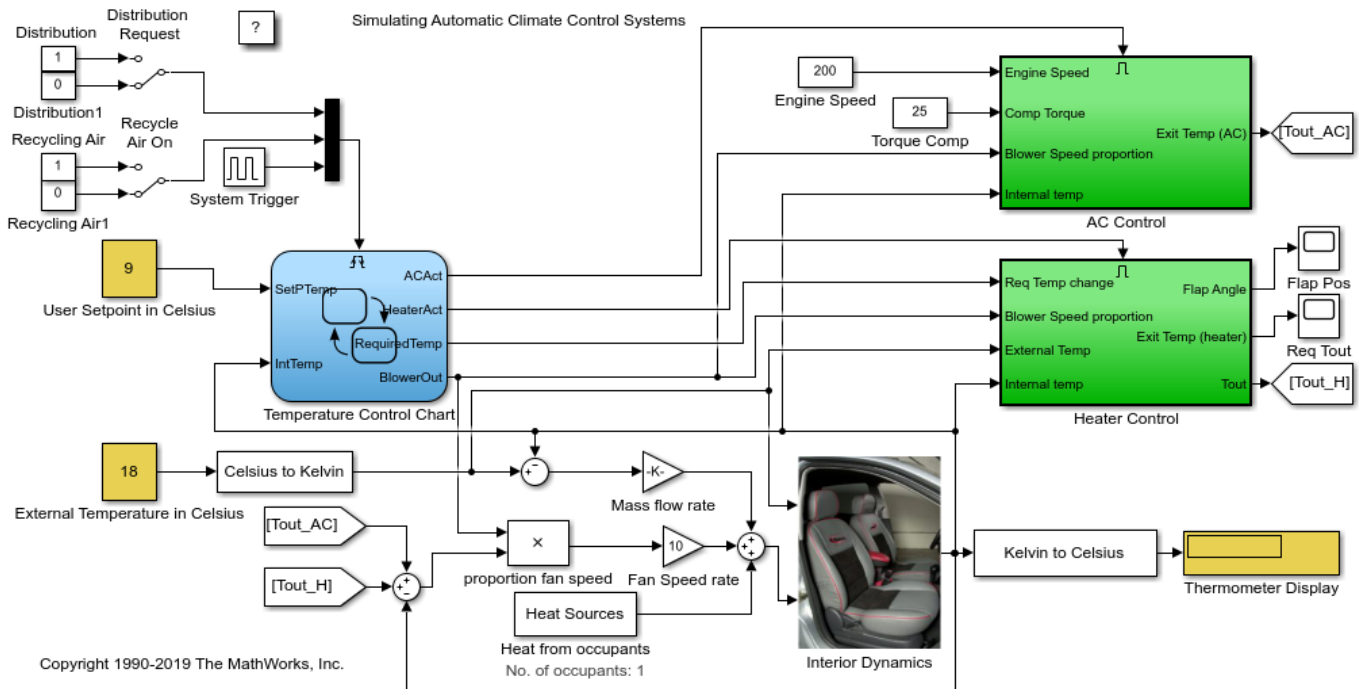 Simulating Automatic Climate Control Systems
?
Distribution
1
0
Distribution1
Distribution
Request
Recycling Air
1
0
Recycling Air1
Recycle
Air On
System Trigger
200
Engine Speed
25
Torque Comp
Engine Speed
Comp Torque
Blower Speed proportion
Internal temp
Exit Temp (AC)
AC Control
[Tout_AC]
9
User Setpoint in Celsius
SetPTemp
IntTemp
ACAct
HeaterAct
RequiredTemp
BlowerOut
Temperature Control Chart
Req Temp change
Blower Speed proportion
External Temp
Internal temp
Flap Angle
Exit Temp (heater)
Tout
Heater Control
Flap Pos
Req Tout
[Tout_H]
18
External Temperature in Celsius
Celsius to Kelvin
-K-
Mass flow rate
[Tout_AC]
[Tout_H]
×
proportion fan speed
10
Fan Speed rate
Heat Sources
Heat from occupants
No. of occupants: 1
Interior Dynamics
Kelvin to Celsius
Thermometer Display
Copyright 1990-2019 The MathWorks, Inc.